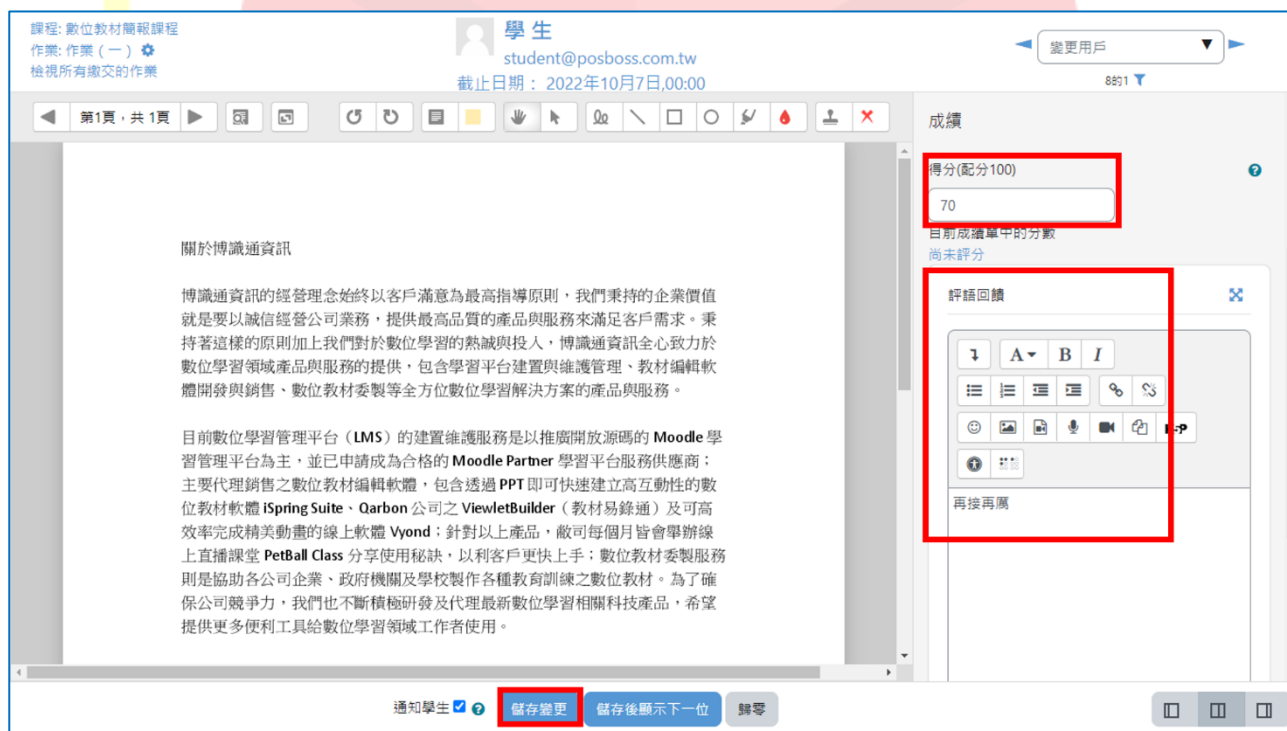 課程: 數位教材簡報課程
作業: 作業 ( 一 )
檢視所有繳交的作業
學 生
student@posboss.com.tw
截止日期： 2022年10月7日,00:00
變更用戶
8的1
第1頁，共 1頁
關於博識通資訊
博識通資訊的經營理念始終以客戶滿意為最高指導原則，我們秉持的企業價值
就是要以誠信經營公司業務，提供最高品質的產品與服務來滿足客戶需求。秉
持著這樣的原則加上我們對於數位學習的熱誠與投入，博識通資訊全心致力於
數位學習領域產品與服務的提供，包含學習平台建置與維護管理、教材編輯軟
體開發與銷售、數位教材委製等全方位數位學習解決方案的產品與服務。
目前數位學習管理平台（LMS）的建置維護服務是以推廣開放源碼的 Moodle 學
習管理平台為主，並已申請成為合格的 Moodle Partner 學習平台服務供應商；
主要代理銷售之數位教材編輯軟體，包含透過 PPT 即可快速建立高互動性的數
位教材軟體 iSpring Suite、Qarbon 公司之 ViewletBuilder（教材易錄通）及可高
效率完成精美動畫的線上軟體 Vyond；針對以上產品，敝司每個月皆會舉辦線
上直播課堂 PetBall Class 分享使用秘訣，以利客戶更快上手；數位教材委製服務
則是協助各公司企業、政府機關及學校製作各種教育訓練之數位教材。為了確
保公司競爭力，我們也不斷積極研發及代理最新數位學習相關科技產品，希望
提供更多便利工具給數位學習領域工作者使用。
成績
得分(配分100)
70
目前成績單中的分數
尚未評分
評語回饋
A
B
I
再接再厲
通知學生
儲存變更
儲存後顯示下一位
歸零